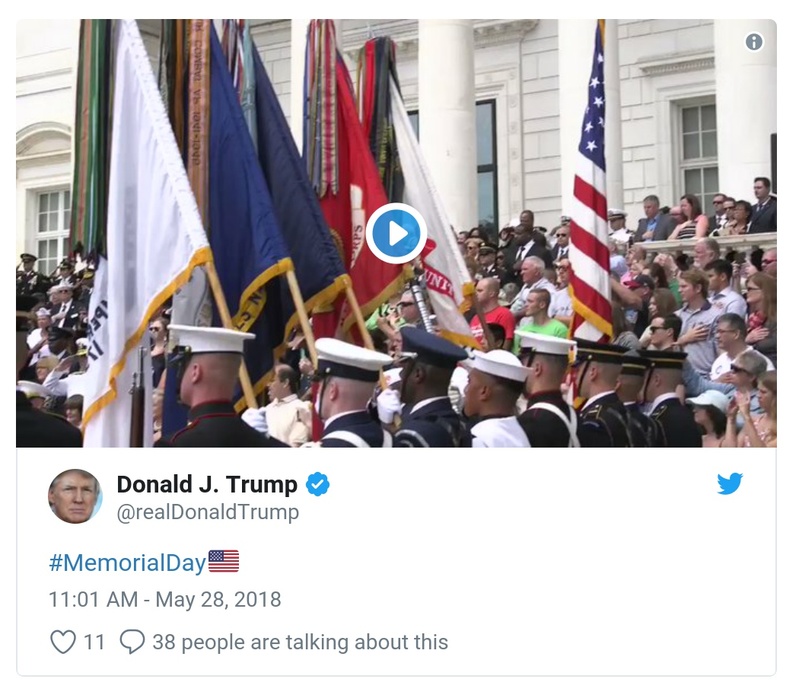 Donald J. Trump
@realDonaldTrump
#MemorialDay🇺🇸
11:01 AM - May 28, 2018
11 38 people are talking about this